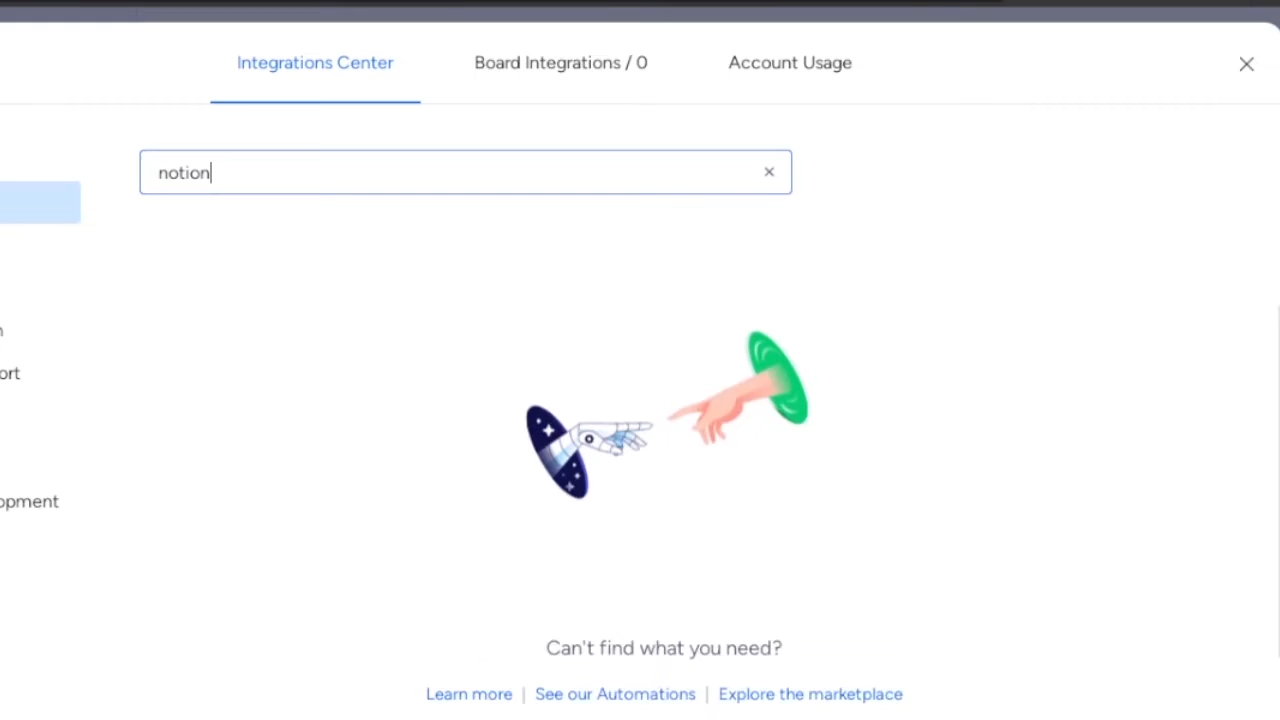 Integrations Center Board Integrations / 0 Account Usage
notion
ort
opment
Can't find what you need?
Learn more | See our Automations | Explore the marketplace